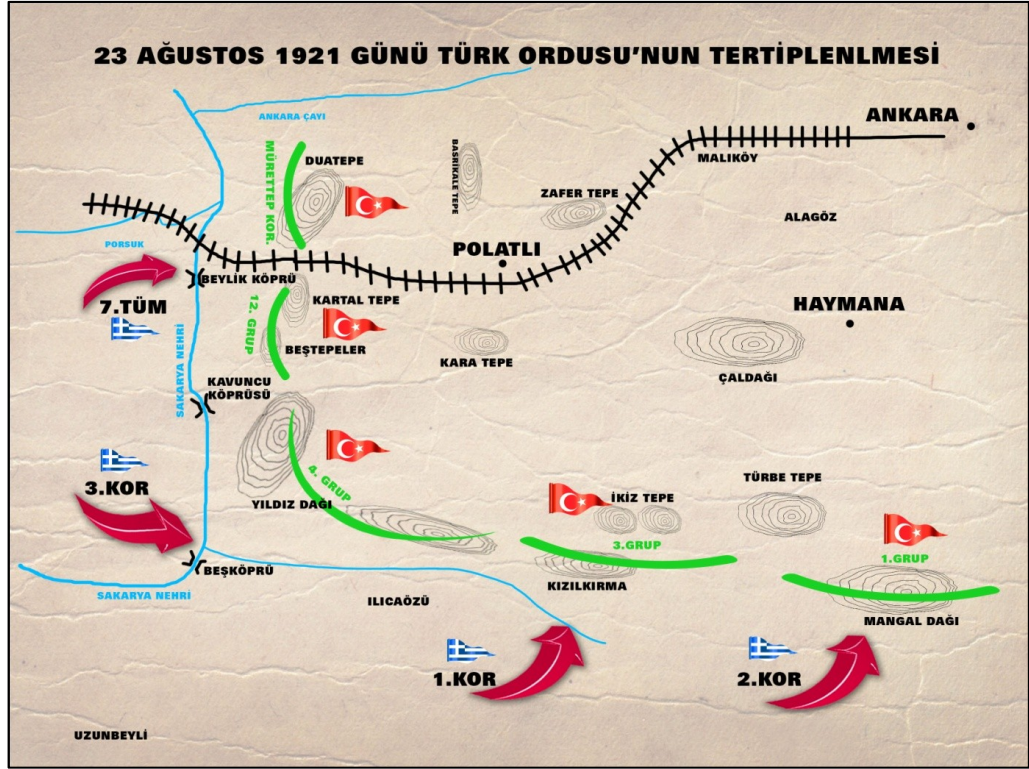 23 AĞUSTOS 1921 GÜNÜ TÜRK ORDUSU'NUN TERTİPLENLMESİ
ANKARA
ANKARA ÇAYI
MÜRETTEP KOR.
DUATEPE
BASRİKALE TEPE
ZAFER TEPE
MALIKÖY
ALAGÖZ
PORSUK
POLATLI
BEYLİK KÖPRÜ
7.TÜM
12. GRUP
KARTAL TEPE
HAYMANA
BEŞTEPELER
KARA TEPE
ÇALDAĞI
SAKARYA NEHRİ
KAVUNCU
KÖPRÜSÜ
3.KOR
4. GRUP
YILDIZ DAĞI
İKİZ TEPE
TÜRBE TEPE
3.GRUP
1.GRUP
BEŞKÖPRÜ
KIZILKIRMA
SAKARYA NEHRİ
ILICAÖZÜ
MANGAL DAĞI
1.KOR
2.KOR
UZUNBEYLİ